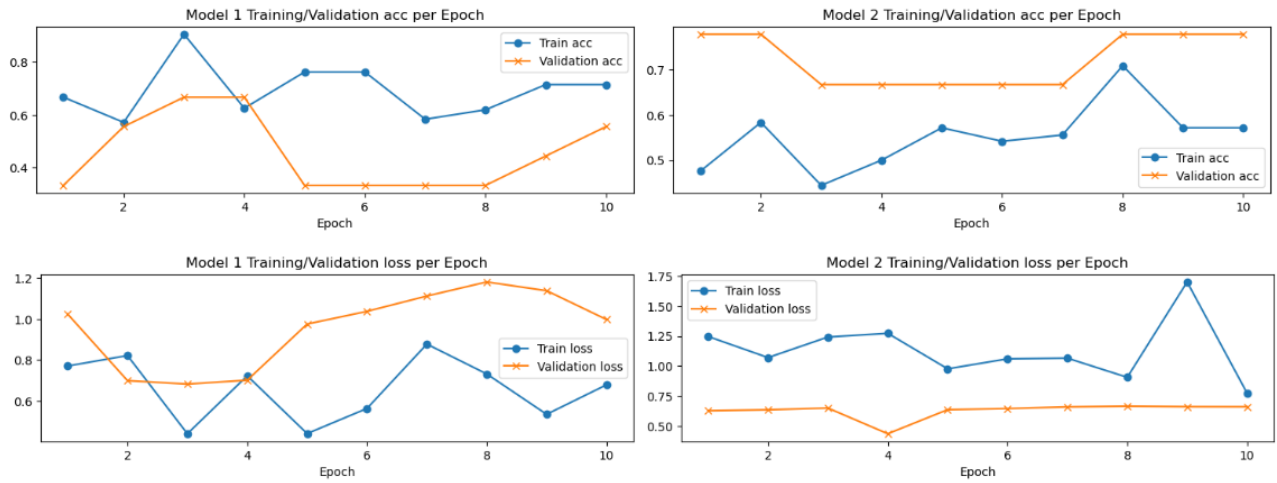 Model 1 Training/Validation acc per Epoch
0.8
0.6
0.4
Train acc
Validation acc
2 4 6 8 10
Epoch
Model 2 Training/Validation acc per Epoch
0.7
0.6
0.5
Train acc
Validation acc
2 4 6 8 10
Epoch
Model 1 Training/Validation loss per Epoch
1.2
1.0
0.8
0.6
Train loss
Validation loss
2 4 6 8 10
Epoch
Model 2 Training/Validation loss per Epoch
1.75
1.50
1.25
1.00
0.75
0.50
Train loss
Validation loss
2 4 6 8 10
Epoch